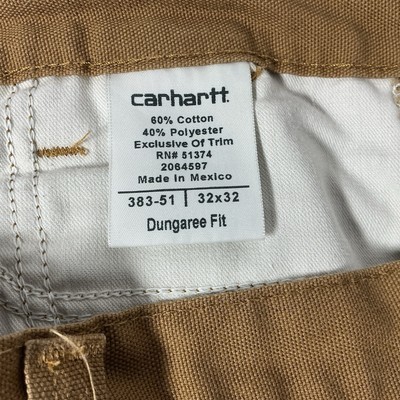 carhartt.
60% Cotton
40% Polyester
Exclusive Of Trim
RN# 51374
2064597
Made in Mexico
383-51 32x32
Dungaree Fit